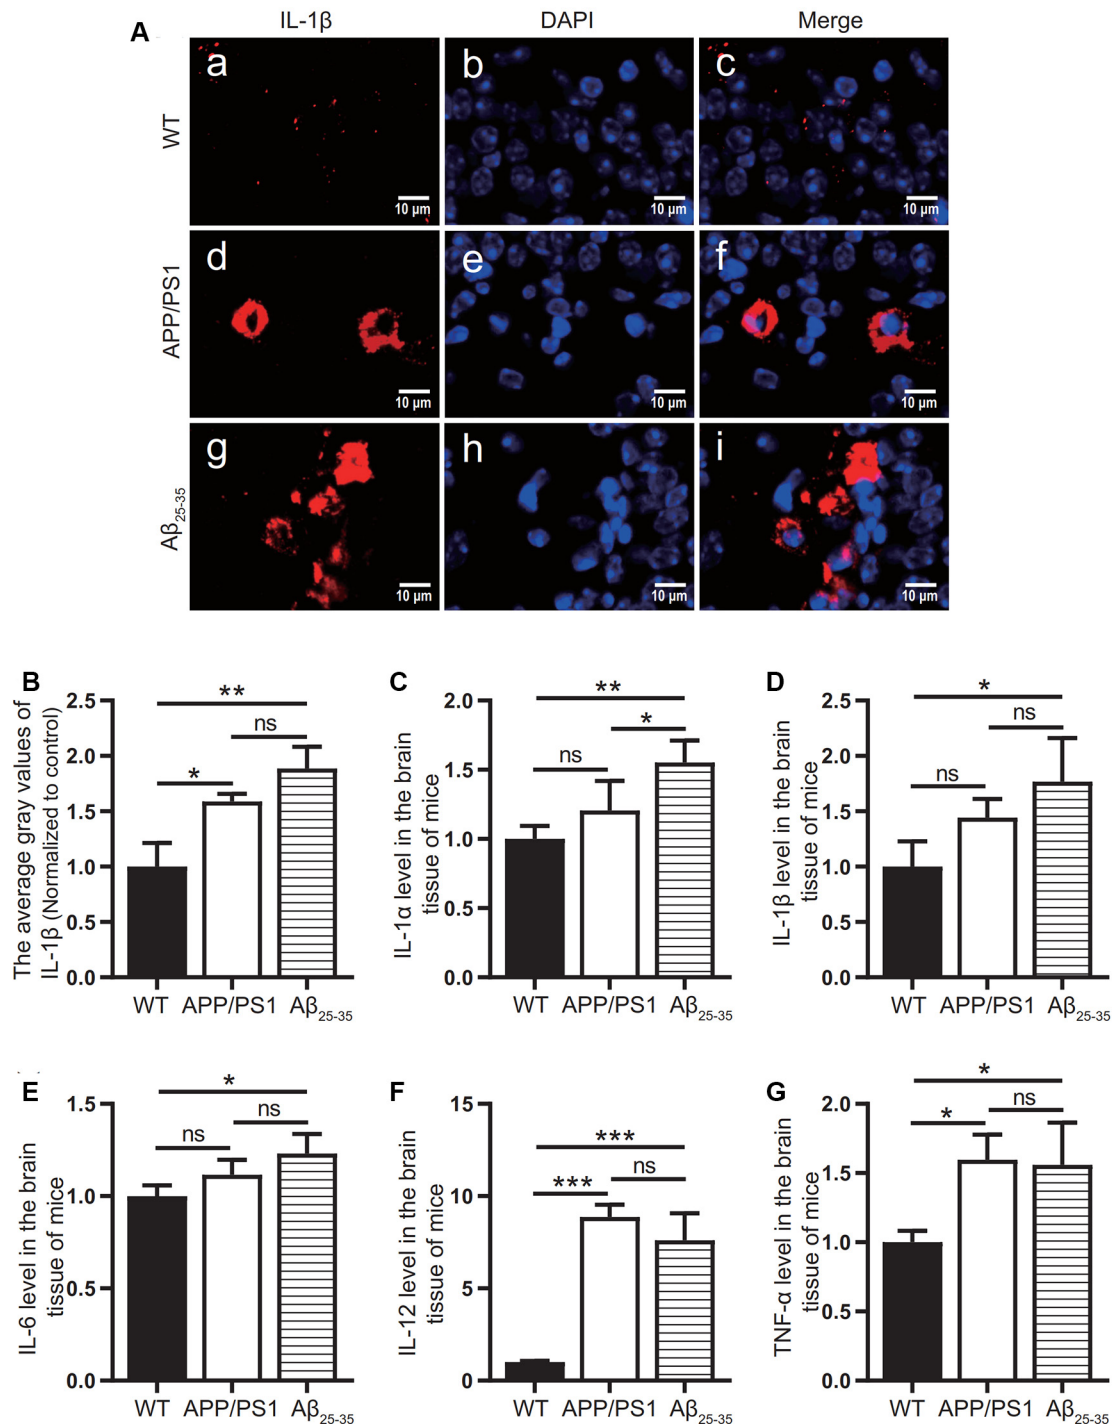 A
IL-1β DAPI Merge
WT
a b c
10 μm 10 μm 10 μm
APP/PS1
d e f
10 μm 10 μm 10 μm
Aβ25-35
g h i
10 μm 10 μm 10 μm
B
The average gray values of
IL-1β (Normalized to control)
2.5
2.0
1.5
1.0
0.5
0.0
**
ns
*
WT APP/PS1 Aβ25-35
C
IL-1α level in the brain
tissue of mice
2.0
1.5
1.0
0.5
0.0
**
*
ns
WT APP/PS1 Aβ25-35
D
IL-1β level in the brain
tissue of mice
2.5
2.0
1.5
1.0
0.5
0.0
*
ns
ns
WT APP/PS1 Aβ25-35
E
IL-6 level in the brain
tissue of mice
1.5
1.0
0.5
0.0
*
ns
ns
WT APP/PS1 Aβ25-35
F
IL-12 level in the brain
tissue of mice
15
10
5
0
***
ns
***
WT APP/PS1 Aβ25-35
G
TNF-α level in the brain
tissue of mice
2.0
1.5
1.0
0.5
0.0
*
ns
*
WT APP/PS1 Aβ25-35